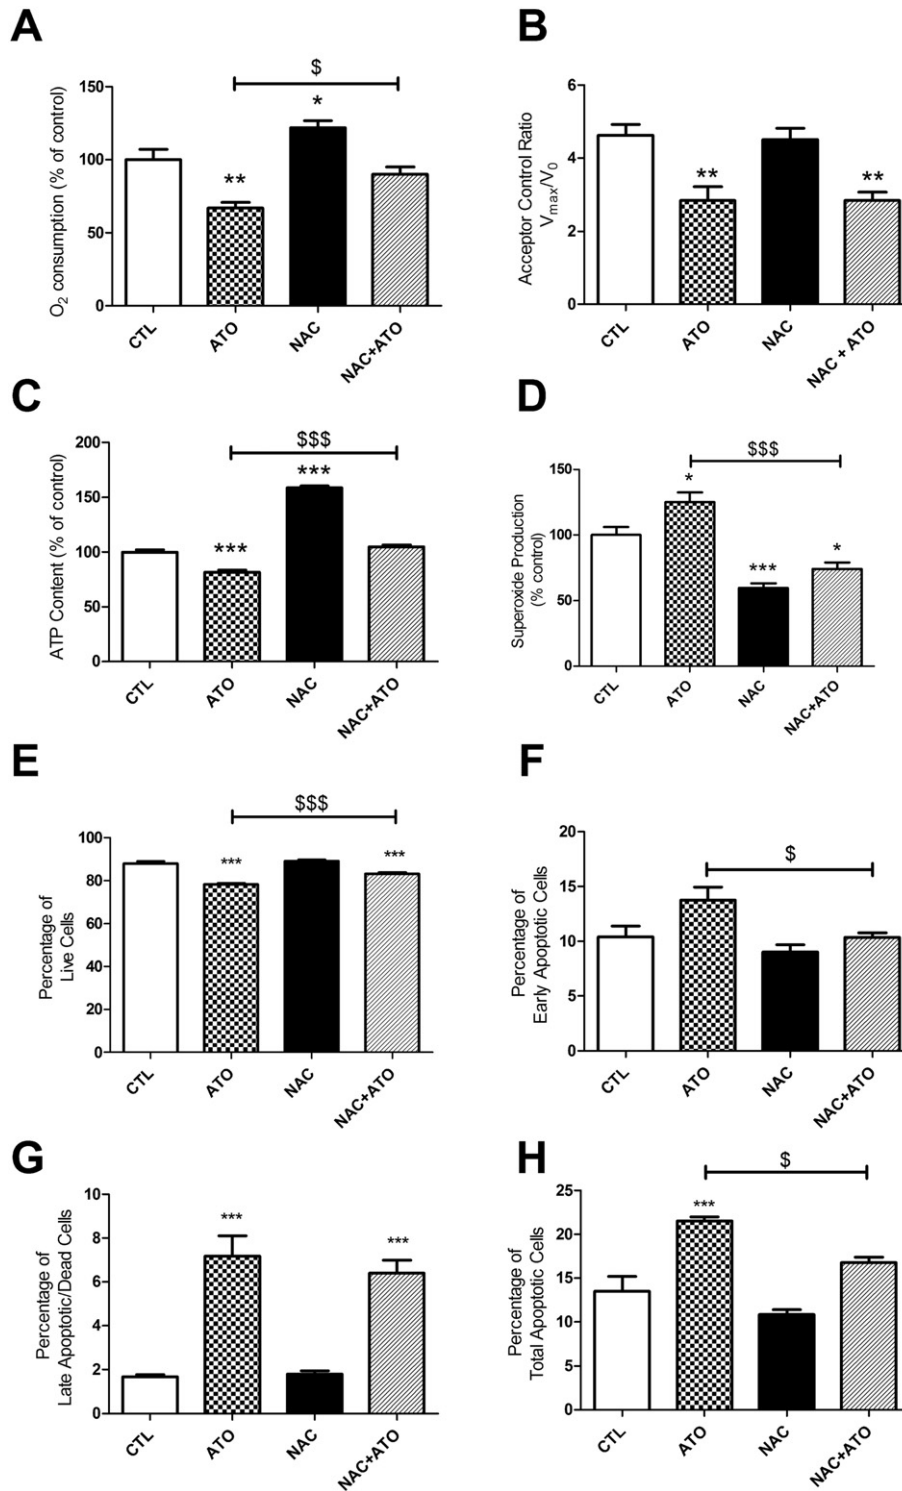 A
O2 consumption (% of control)
150
100
50
0
$
**
*
CTL
ATO
NAC
NAC+ATO
B
Acceptor Control Ratio
Vmax/V0
6
4
2
0
**
**
CTL
ATO
NAC
NAC + ATO
C
ATP Content (% of control)
200
150
100
50
0
$$$
***
***
CTL
ATO
NAC
NAC+ATO
D
Superoxide Production
(% control)
150
100
50
0
$$$
*
***
*
CTL
ATO
NAC
NAC+ATO
E
Percentage of
Live Cells
100
80
60
40
20
0
$$$
***
***
CTL
ATO
NAC
NAC+ATO
F
Percentage of
Early Apoptotic Cells
20
15
10
5
0
$
CTL
ATO
NAC
NAC+ATO
G
Percentage of
Late Apoptotic/Dead Cells
10
8
6
4
2
0
***
***
CTL
ATO
NAC
NAC+ATO
H
Percentage of
Total Apoptotic Cells
25
20
15
10
5
0
$
***
CTL
ATO
NAC
NAC+ATO